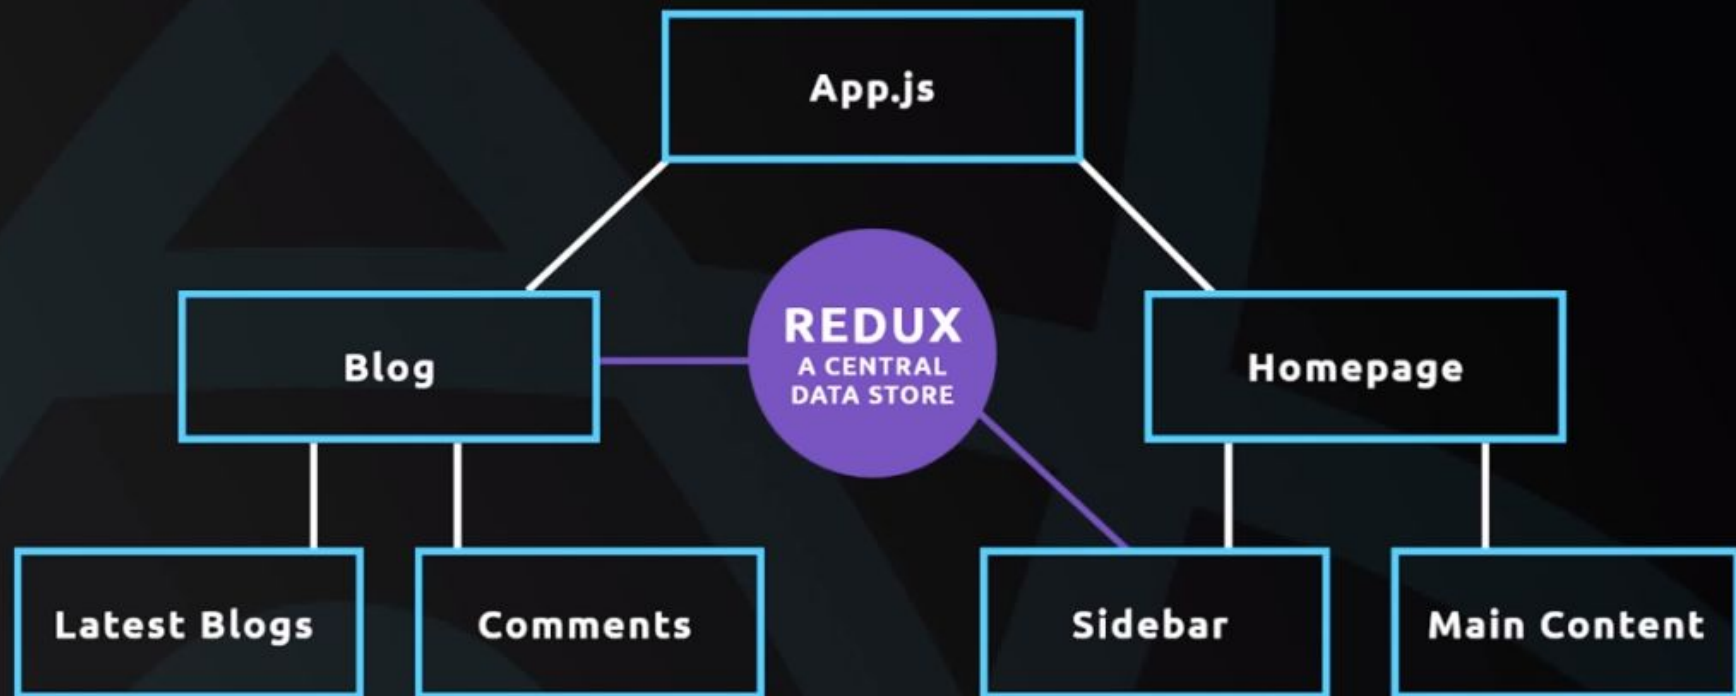 App.js
REDUX
A CENTRAL
DATA STORE
Blog
Homepage
Latest Blogs
Comments
Sidebar
Main Content